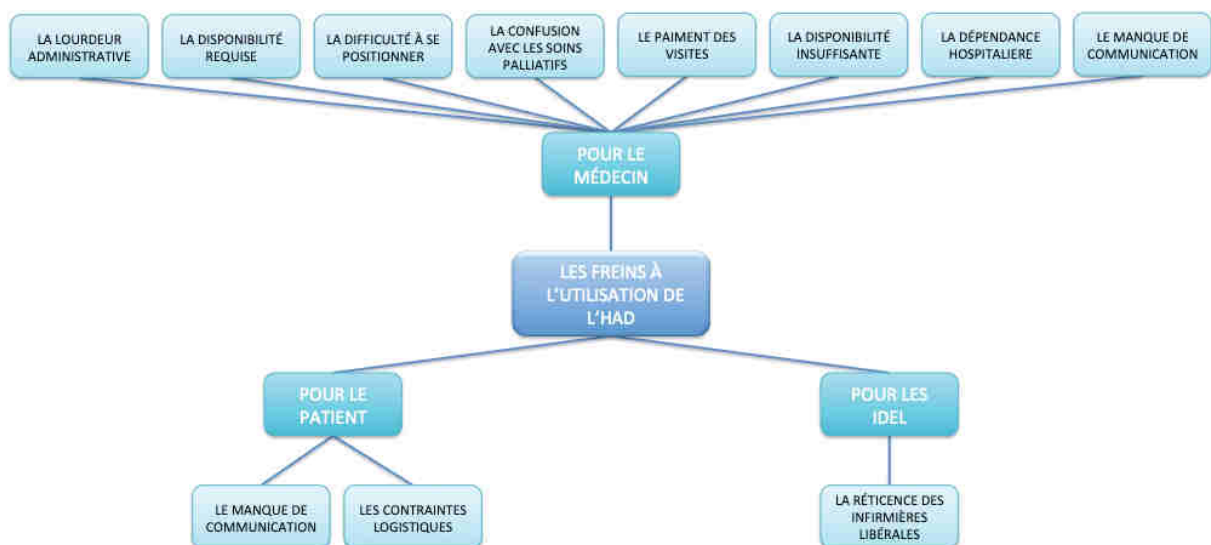 LA LOURDEUR
ADMINISTRATIVE
LA DISPONIBILITÉ
REQUISE
LA DIFFICULTÉ À SE
POSITIONNER
LA CONFUSION
AVEC LES SOINS
PALLIATIFS
LE PAIMENT DES
VISITES
LA DISPONIBILITÉ
INSUFFISANTE
LA DÉPENDANCE
HOSPITALIERE
LE MANQUE DE
COMMUNICATION
POUR LE
MÉDECIN
LES FREINS À
L'UTILISATION DE
L'HAD
POUR LE
PATIENT
POUR LES
IDEL
LE MANQUE DE
COMMUNICATION
LES CONTRAINTES
LOGISTIQUES
LA RÉTICENCE DES
INFIRMIÈRES
LIBÉRALES